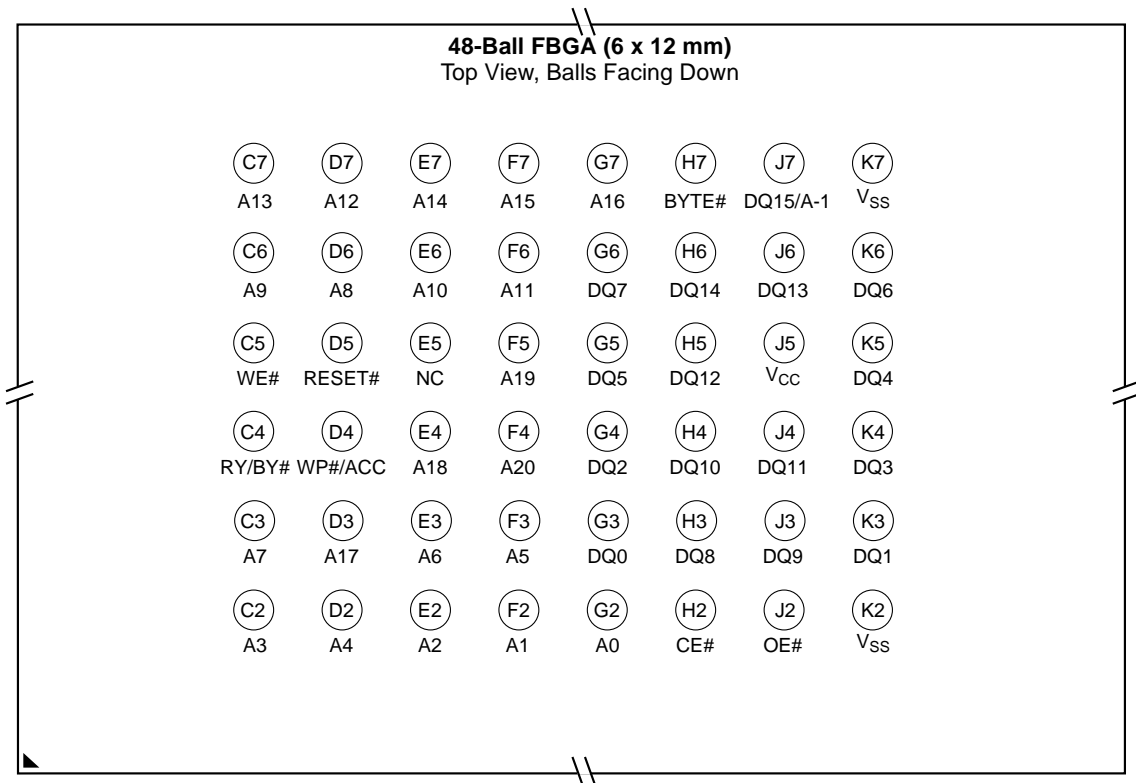 48-Ball FBGA (6 x 12 mm)
Top View, Balls Facing Down
C7 D7 E7 F7 G7 H7 J7 K7
A13 A12 A14 A15 A16 BYTE# DQ15/A-1 VSS
C6 D6 E6 F6 G6 H6 J6 K6
A9 A8 A10 A11 DQ7 DQ14 DQ13 DQ6
C5 D5 E5 F5 G5 H5 J5 K5
WE# RESET# NC A19 DQ5 DQ12 VCC DQ4
C4 D4 E4 F4 G4 H4 J4 K4
RY/BY# WP#/ACC A18 A20 DQ2 DQ10 DQ11 DQ3
C3 D3 E3 F3 G3 H3 J3 K3
A7 A17 A6 A5 DQ0 DQ8 DQ9 DQ1
C2 D2 E2 F2 G2 H2 J2 K2
A3 A4 A2 A1 A0 CE# OE# VSS